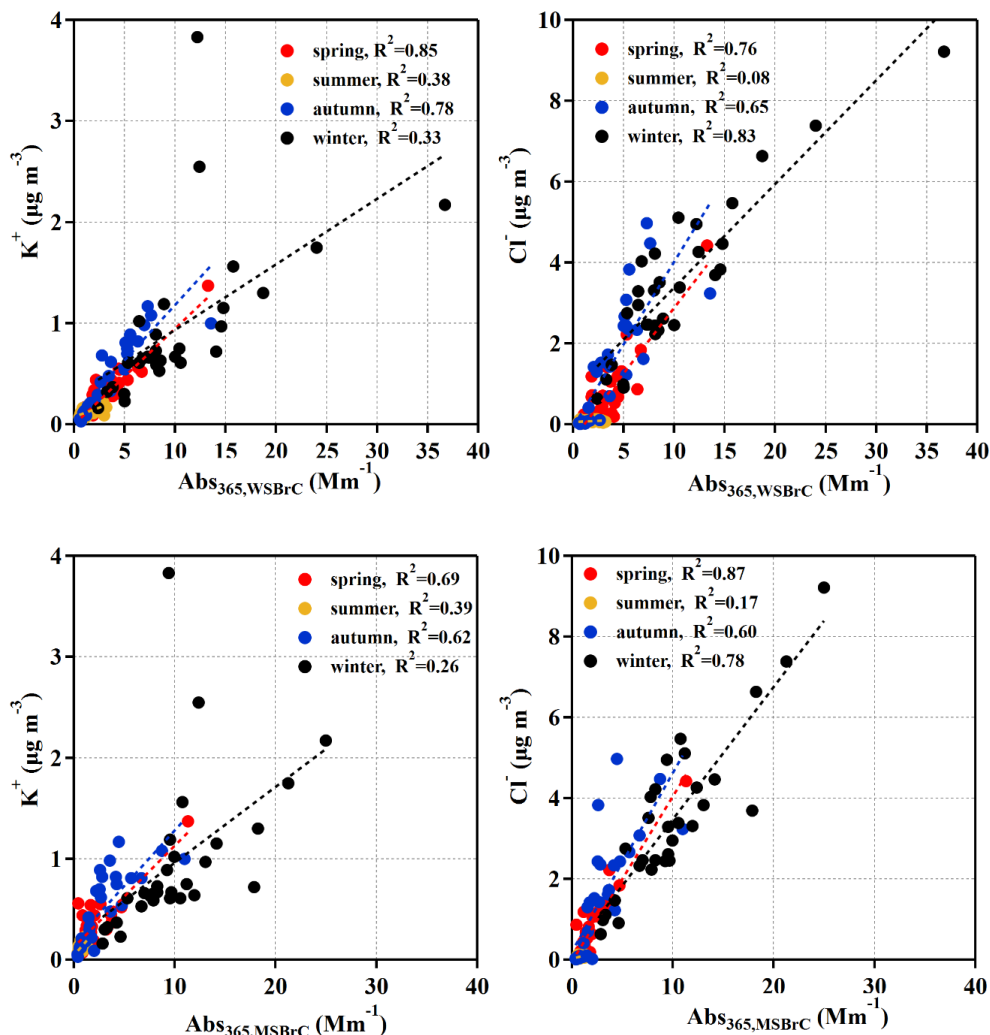 4
3
2
1
0
K⁺ (μg m⁻³)
spring, R²=0.85
summer, R²=0.38
autumn, R²=0.78
winter, R²=0.33
0 5 10 15 20 25 30 35 40
Abs₃₆₅,WSBrC (Mm⁻¹)
10
8
6
4
2
0
Cl⁻ (μg m⁻³)
spring, R²=0.76
summer, R²=0.08
autumn, R²=0.65
winter, R²=0.83
0 5 10 15 20 25 30 35 40
Abs₃₆₅,WSBrC (Mm⁻¹)
4
3
2
1
0
K⁺ (μg m⁻³)
spring, R²=0.69
summer, R²=0.39
autumn, R²=0.62
winter, R²=0.26
0 10 20 30 40
Abs₃₆₅,MSBrC (Mm⁻¹)
10
8
6
4
2
0
Cl⁻ (μg m⁻³)
spring, R²=0.87
summer, R²=0.17
autumn, R²=0.60
winter, R²=0.78
0 10 20 30 40
Abs₃₆₅,MSBrC (Mm⁻¹)